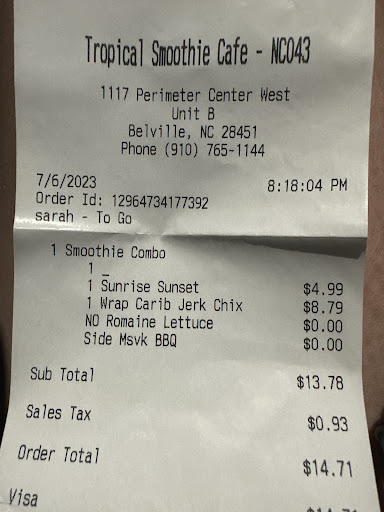 Tropical Smoothie Cafe - NC043
1117 Perimeter Center West
Unit B
Belville, NC 28451
Phone (910) 765-1144
7/6/2023 8:18:04 PM
Order Id: 12964734177392
sarah - To Go
1 Smoothie Combo
1 _
1 Sunrise Sunset $4.99
1 Wrap Carib Jerk Chix $8.79
NO Romaine Lettuce $0.00
Side Msvk BBQ $0.00
Sub Total $13.78
Sales Tax $0.93
Order Total $14.71
Visa